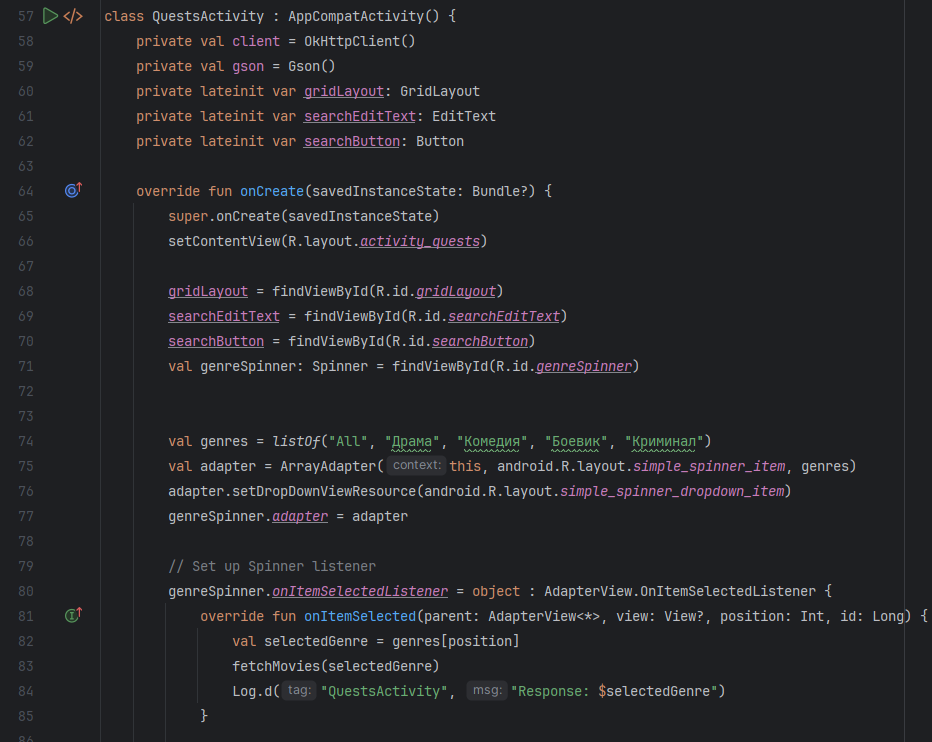 57 class QuestsActivity : AppCompatActivity() {
58     private val client = OkHttpClient()
59     private val gson = Gson()
60     private lateinit var gridLayout: GridLayout
61     private lateinit var searchEditText: EditText
62     private lateinit var searchButton: Button
63
64     override fun onCreate(savedInstanceState: Bundle?) {
65         super.onCreate(savedInstanceState)
66         setContentView(R.layout.activity_quests)
67
68         gridLayout = findViewById(R.id.gridLayout)
69         searchEditText = findViewById(R.id.searchEditText)
70         searchButton = findViewById(R.id.searchButton)
71         val genreSpinner: Spinner = findViewById(R.id.genreSpinner)
72
73
74         val genres = listOf("All", "Драма", "Комедия", "Боевик", "Криминал")
75         val adapter = ArrayAdapter( context: this, android.R.layout.simple_spinner_item, genres)
76         adapter.setDropDownViewResource(android.R.layout.simple_spinner_dropdown_item)
77         genreSpinner.adapter = adapter
78
79         // Set up Spinner listener
80         genreSpinner.onItemSelectedListener = object : AdapterView.OnItemSelectedListener {
81             override fun onItemSelected(parent: AdapterView<*>, view: View?, position: Int, id: Long) {
82                 val selectedGenre = genres[position]
83                 fetchMovies(selectedGenre)
84                 Log.d( tag: "QuestsActivity", msg: "Response: $selectedGenre")
85             }
86